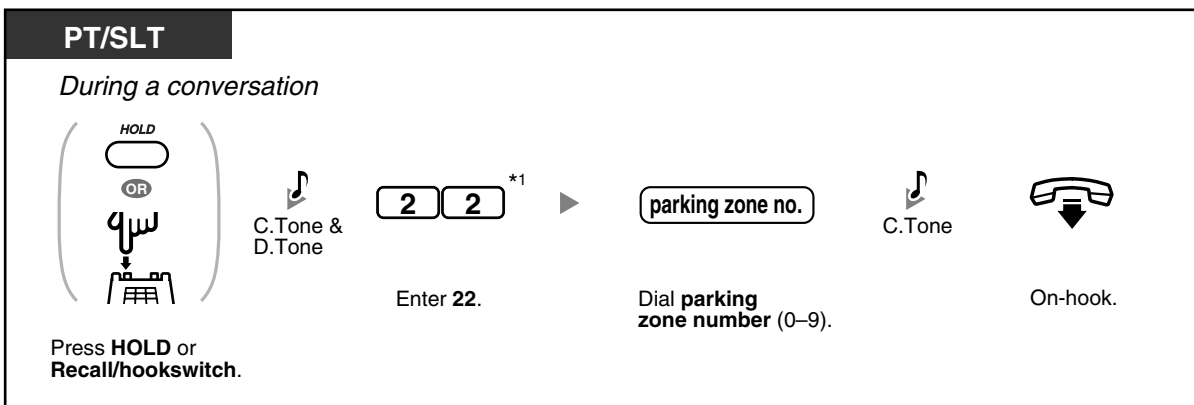 PT/SLT
During a conversation
HOLD
OR
Press HOLD or
Recall/hookswitch.
C.Tone &
D.Tone
2 2 *1
Enter 22.
parking zone no.
Dial parking
zone number (0–9).
C.Tone
On-hook.